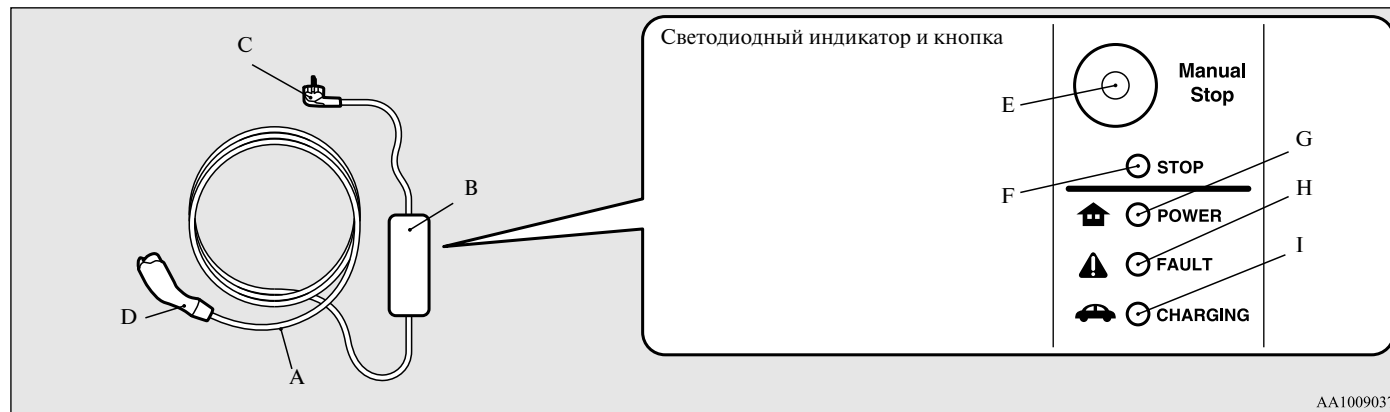 C
Светодиодный индикатор и кнопка
Manual
Stop
E
G
STOP
F
B
H
POWER
I
FAULT
D
CHARGING
A
AA1009037